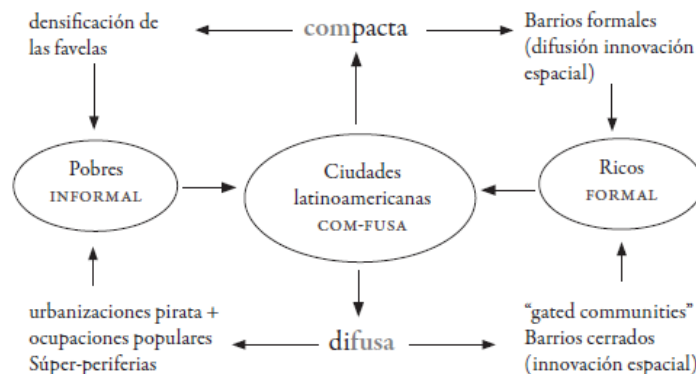 densificación de
las favelas
compacta
Barrios formales
(difusión innovación
espacial)
Pobres
INFORMAL
Ciudades
latinoamericanas
COM-FUSA
Ricos
FORMAL
urbanizaciones pirata +
ocupaciones populares
Súper-periferias
difusa
“gated communities”
Barrios cerrados
(innovación espacial)